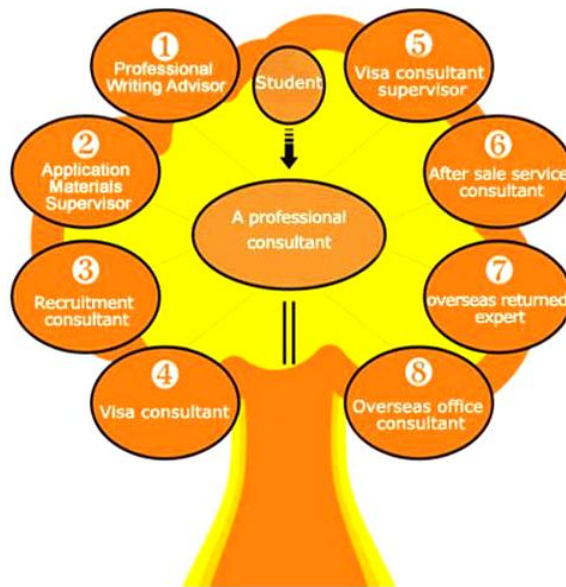 1
Professional
Writing Advisor
Student
5
Visa consultant
supervisor
2
Application
Materials
Supervisor
6
After sale service
consultant
A professional
consultant
3
Recruitment
consultant
7
overseas returned
expert
4
Visa consultant
8
Overseas office
consultant